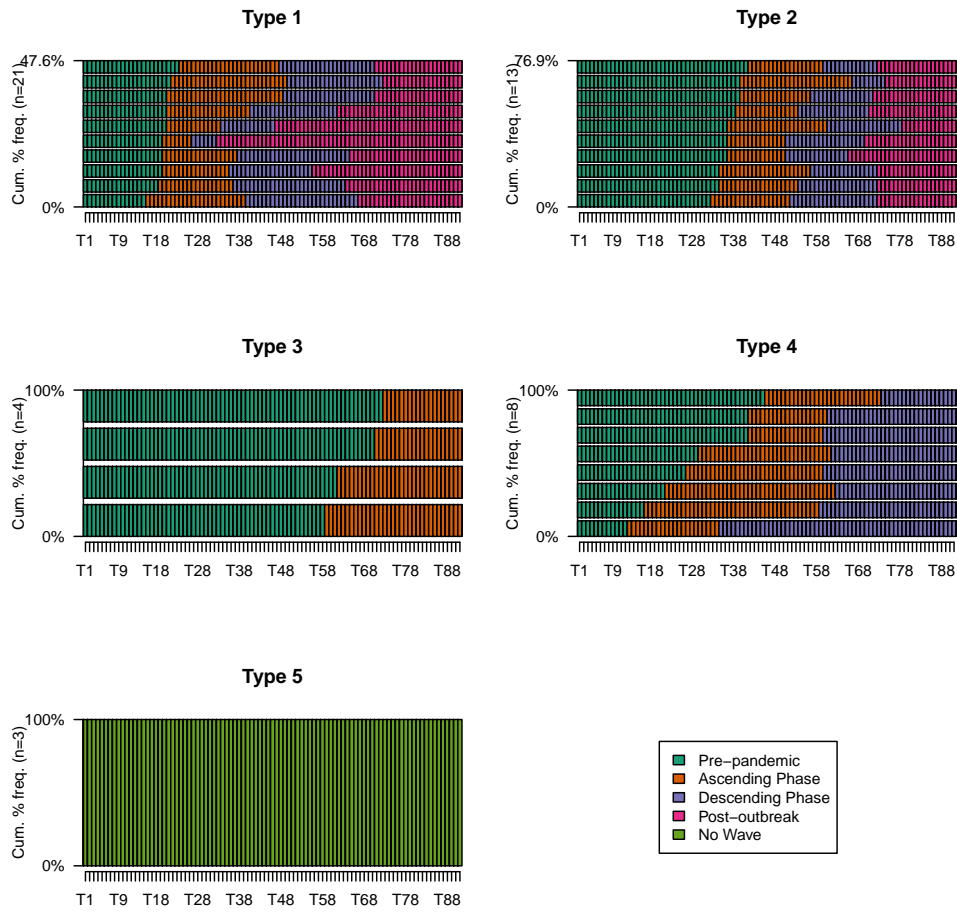 Type 1
47.6%
0%
Cum. % freq. (n=21)
T1 T9 T18 T28 T38 T48 T58 T68 T78 T88
Type 2
76.9%
0%
Cum. % freq. (n=13)
T1 T9 T18 T28 T38 T48 T58 T68 T78 T88
Type 3
100%
0%
Cum. % freq. (n=4)
T1 T9 T18 T28 T38 T48 T58 T68 T78 T88
Type 4
100%
0%
Cum. % freq. (n=8)
T1 T9 T18 T28 T38 T48 T58 T68 T78 T88
Type 5
100%
0%
Cum. % freq. (n=3)
T1 T9 T18 T28 T38 T48 T58 T68 T78 T88
Pre−pandemic
Ascending Phase
Descending Phase
Post−outbreak
No Wave